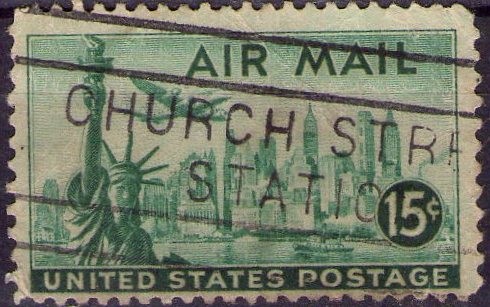 AIR MAIL
CHURCH STR
STATIO
15¢
UNITED STATES POSTAGE